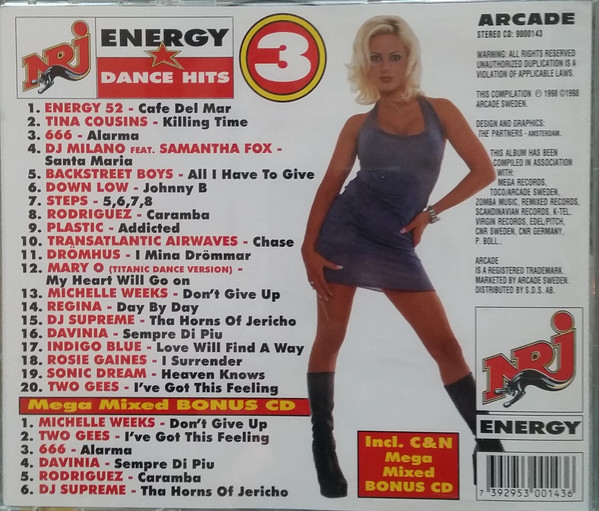 NRJ ENERGY
DANCE HITS
3
1. ENERGY 52 - Cafe Del Mar
2. TINA COUSINS - Killing Time
3. 666 - Alarma
4. DJ MILANO FEAT. SAMANTHA FOX -
Santa Maria
5. BACKSTREET BOYS - All I Have To Give
6. DOWN LOW - Johnny B
7. STEPS - 5,6,7,8
8. RODRIGUEZ - Caramba
9. PLASTIC - Addicted
10. TRANSATLANTIC AIRWAVES - Chase
11. DRÖMHUS - I Mina Drömmar
12. MARY O (TITANIC DANCE VERSION) -
My Heart Will Go on
13. MICHELLE WEEKS - Don't Give Up
14. REGINA - Day By Day
15. DJ SUPREME - Tha Horns Of Jericho
16. DAVINIA - Sempre Di Piu
17. INDIGO BLUE - Love Will Find A Way
18. ROSIE GAINES - I Surrender
19. SONIC DREAM - Heaven Knows
20. TWO GEES - I've Got This Feeling
Mega Mixed BONUS CD
1. MICHELLE WEEKS - Don't Give Up
2. TWO GEES - I've Got This Feeling
3. 666 - Alarma
4. DAVINIA - Sempre Di Piu
5. RODRIGUEZ - Caramba
6. DJ SUPREME - Tha Horns Of Jericho
Incl. C&N
Mega
Mixed
BONUS CD
ARCADE
STEREO CD: 9000143
WARNING: ALL RIGHTS RESERVED
UNAUTHORIZED DUPLICATION IS A
VIOLATION OF APPLICABLE LAWS.
THIS COMPILATION ℗ 1998 ©1998
ARCADE SWEDEN.
DESIGN AND GRAPHICS:
THE PARTNERS - AMSTERDAM.
THIS ALBUM HAS BEEN
COMPILED IN ASSOCIATION
WITH:
MEGA RECORDS,
TOCO/ARCADE SWEDEN,
ZOMBA MUSIC, REMIXED RECORDS,
SCANDINAVIAN RECORDS, K-TEL,
VIRGIN RECORDS, EDEL/PITCH,
CNR SWEDEN, CNR GERMANY,
P. BOLL..
ARCADE
IS A REGISTERED TRADEMARK.
MARKETED BY ARCADE SWEDEN.
DISTRIBUTED BY S.D.S. AB.
NRJ
ENERGY
7 392953 001436